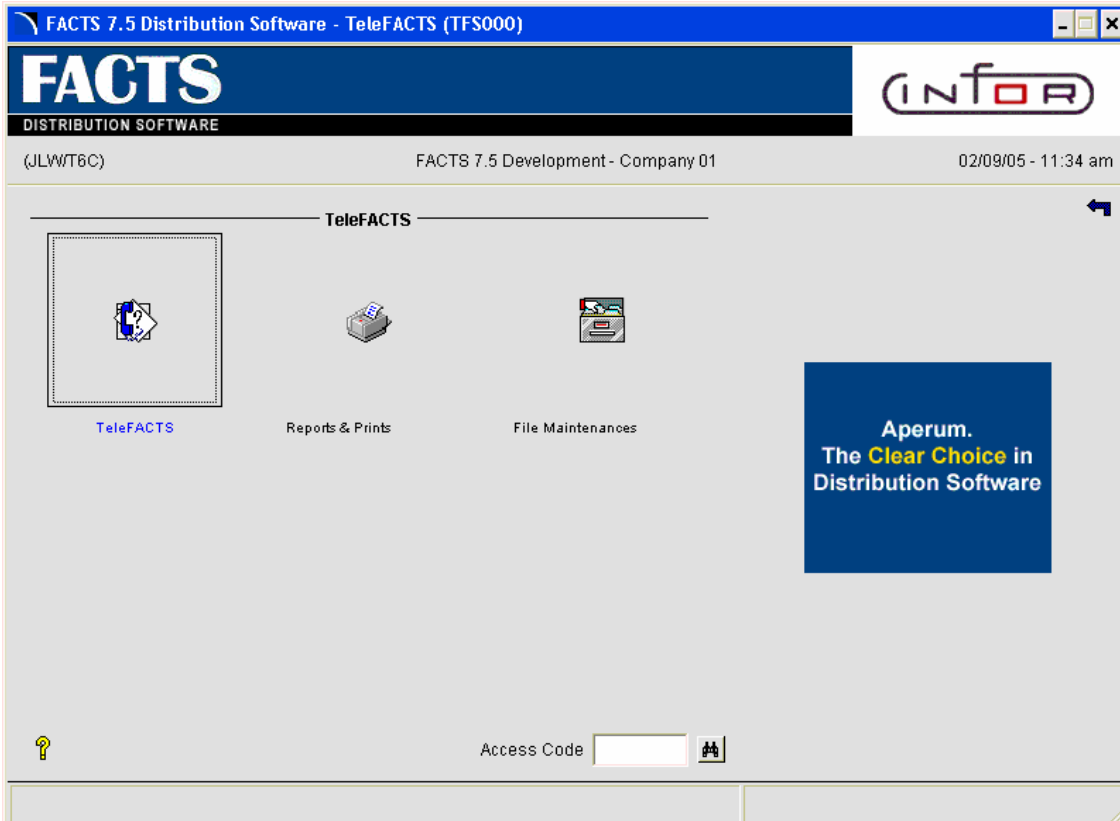 FACTS 7.5 Distribution Software - TeleFACTS (TFS000)
FACTS
DISTRIBUTION SOFTWARE
infor
(JLW/T6C)
FACTS 7.5 Development - Company 01
02/09/05 - 11:34 am
TeleFACTS
TeleFACTS
Reports & Prints
File Maintenances
Aperum.
The Clear Choice in
Distribution Software
Access Code